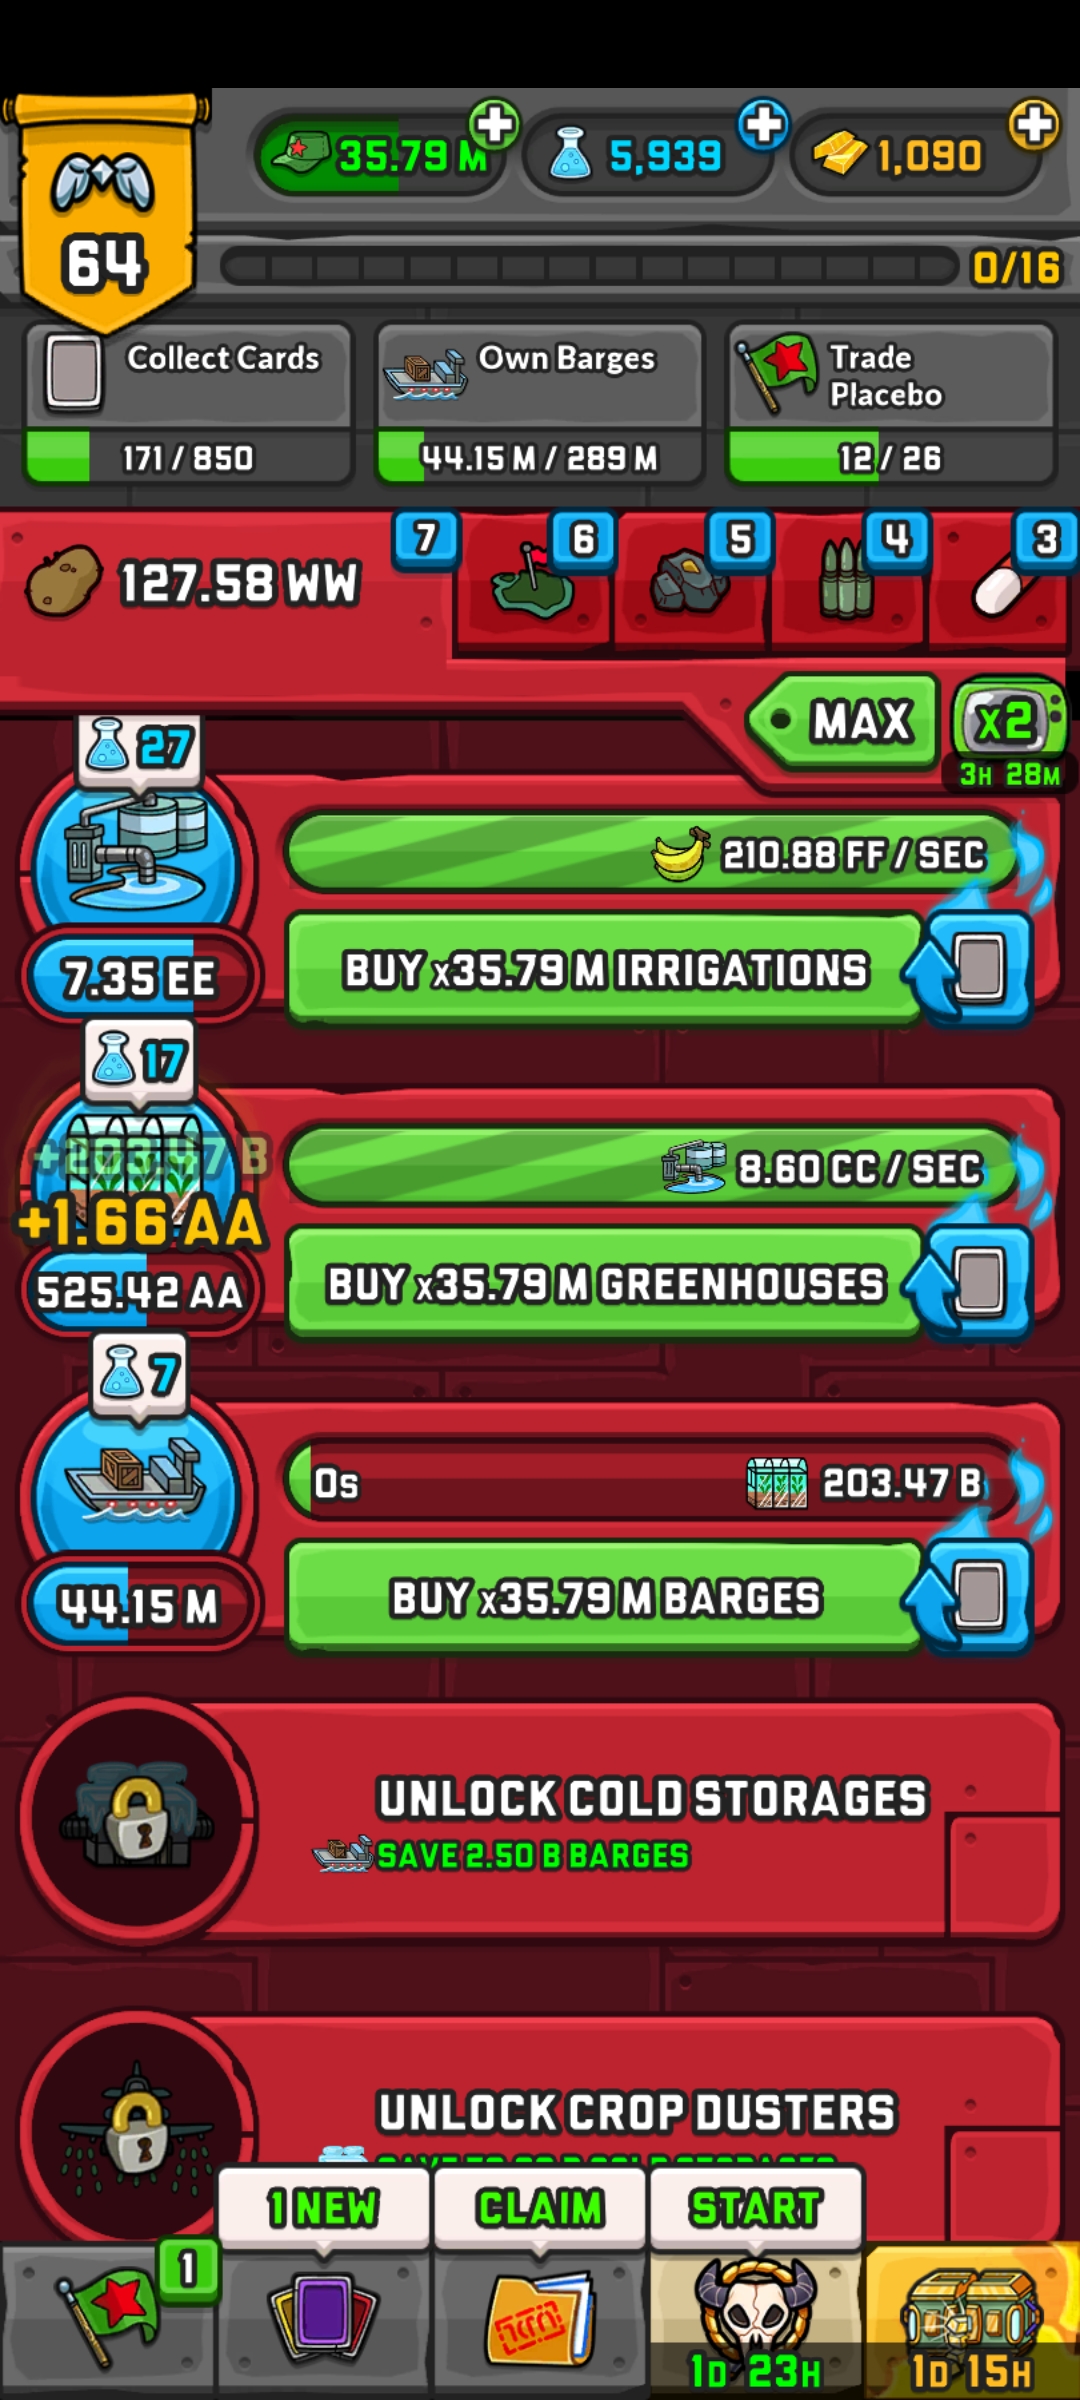 64
35.79 M
5,939
1,090
0/16
Collect Cards
171 / 850
Own Barges
44.15 M / 289 M
Trade
Placebo
12 / 26
127.58 WW
7
6
5
4
3
MAX
x2
3H 28M
27
210.88 FF / SEC
7.35 EE
BUY x35.79 M IRRIGATIONS
17
+203.47 B
8.60 CC / SEC
+1.66 AA
525.42 AA
BUY x35.79 M GREENHOUSES
7
0s
203.47 B
44.15 M
BUY x35.79 M BARGES
UNLOCK COLD STORAGES
SAVE 2.50 B BARGES
UNLOCK CROP DUSTERS
1 NEW
CLAIM
START
1
1D 23H
1D 15H